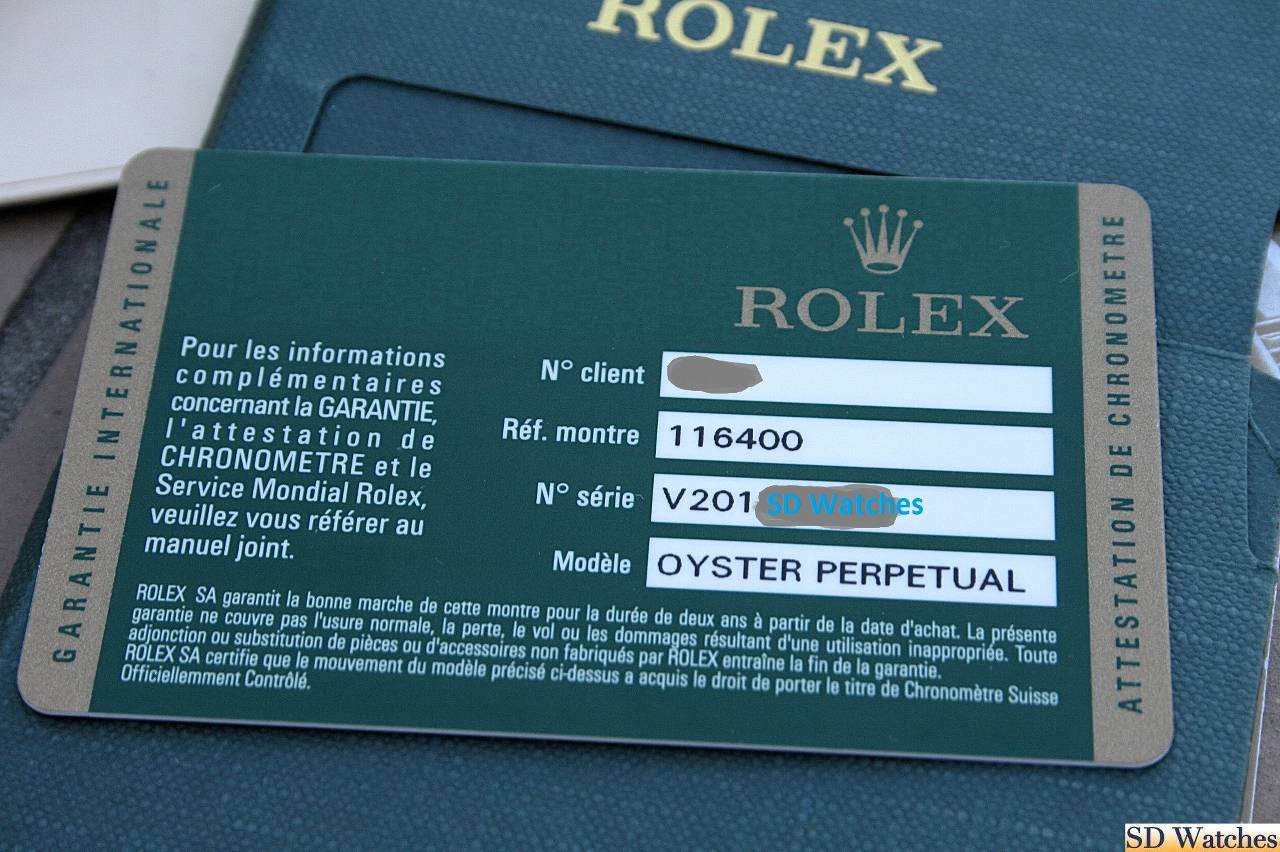 ROLEX
ROLEX
GARANTIE INTERNATIONALE
Pour les informations
complémentaires
concernant la GARANTIE,
l'attestation de
CHRONOMETRE et le
Service Mondial Rolex,
veuillez vous référer au
manuel joint.
N° client
Réf. montre 116400
N° série V201 SD Watches
Modèle OYSTER PERPETUAL
ROLEX SA garantit la bonne marche de cette montre pour la durée de deux ans à partir de la date d'achat. La présente
garantie ne couvre pas l'usure normale, la perte, le vol ou les dommages résultant d'une utilisation inappropriée. Toute
adjonction ou substitution de pièces ou d'accessoires non fabriqués par ROLEX entraîne la fin de la garantie.
ROLEX SA certifie que le mouvement du modèle précisé ci-dessus a acquis le droit de porter le titre de Chronomètre Suisse
Officiellemment Contrôlé.
ATTESTATION DE CHRONOMETRE
SD Watches